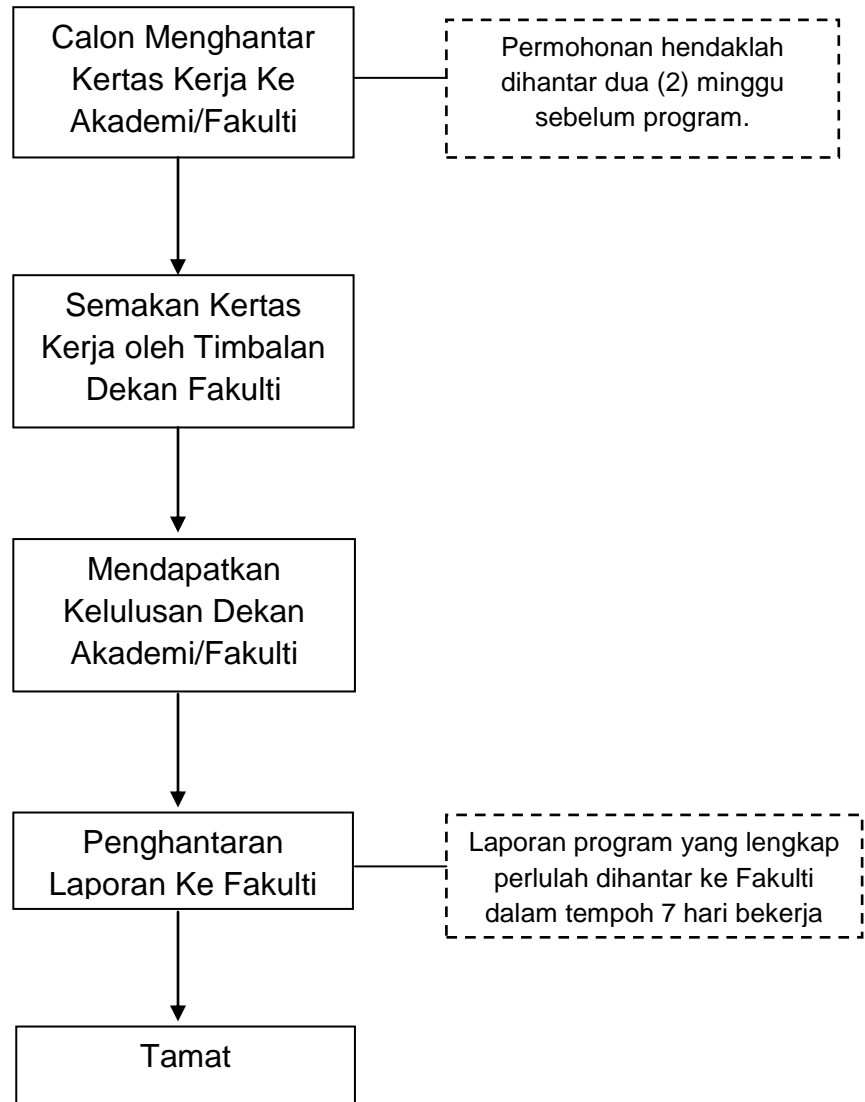 Calon Menghantar
Kertas Kerja Ke
Akademi/Fakulti
Permohonan hendaklah
dihantar dua (2) minggu
sebelum program.
Semakan Kertas
Kerja oleh Timbalan
Dekan Fakulti
Mendapatkan
Kelulusan Dekan
Akademi/Fakulti
Penghantaran
Laporan Ke Fakulti
Laporan program yang lengkap
perlulah dihantar ke Fakulti
dalam tempoh 7 hari bekerja
Tamat